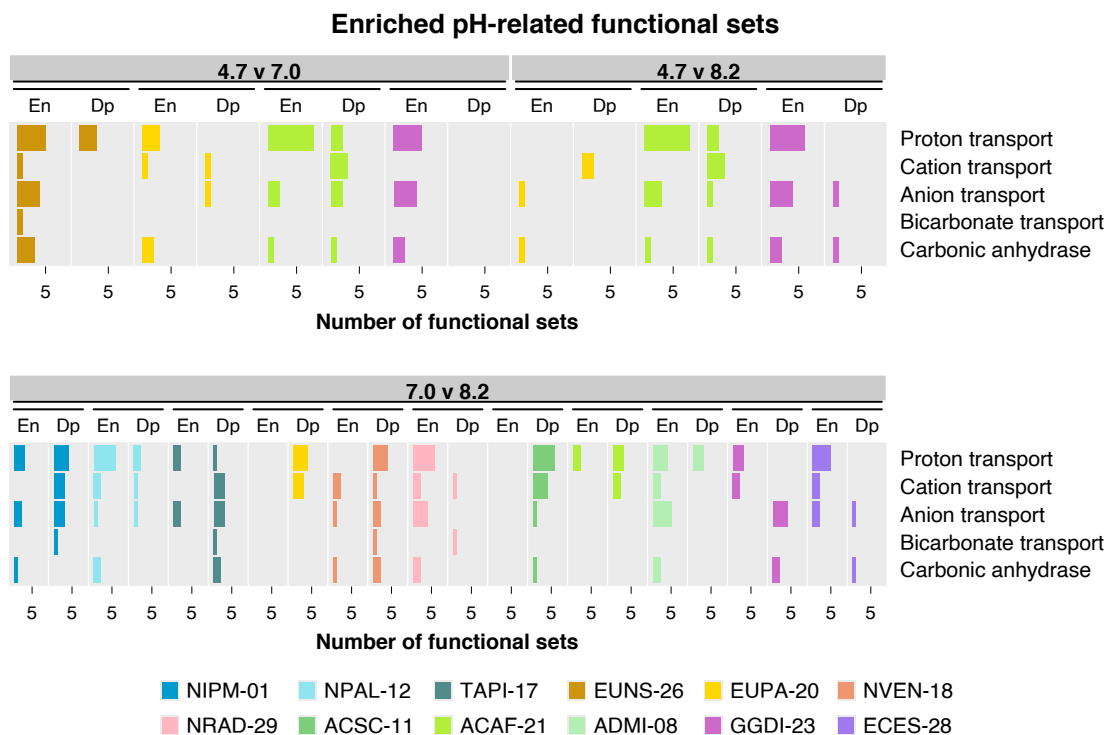 Enriched pH-related functional sets
4.7 v 7.0 4.7 v 8.2
En Dp En Dp En Dp En Dp En Dp En Dp En Dp
Proton transport
Cation transport
Anion transport
Bicarbonate transport
Carbonic anhydrase
5 5 5 5 5 5 5 5 5 5 5 5 5 5
Number of functional sets
7.0 v 8.2
En Dp En Dp En Dp En Dp En Dp En Dp En Dp En Dp En Dp En Dp En Dp
Proton transport
Cation transport
Anion transport
Bicarbonate transport
Carbonic anhydrase
5 5 5 5 5 5 5 5 5 5 5 5 5 5 5 5 5 5 5 5 5 5
Number of functional sets
NIPM-01 NPAL-12 TAPI-17 EUNS-26 EUPA-20 NVEN-18
NRAD-29 ACSC-11 ACAF-21 ADMI-08 GGDI-23 ECES-28